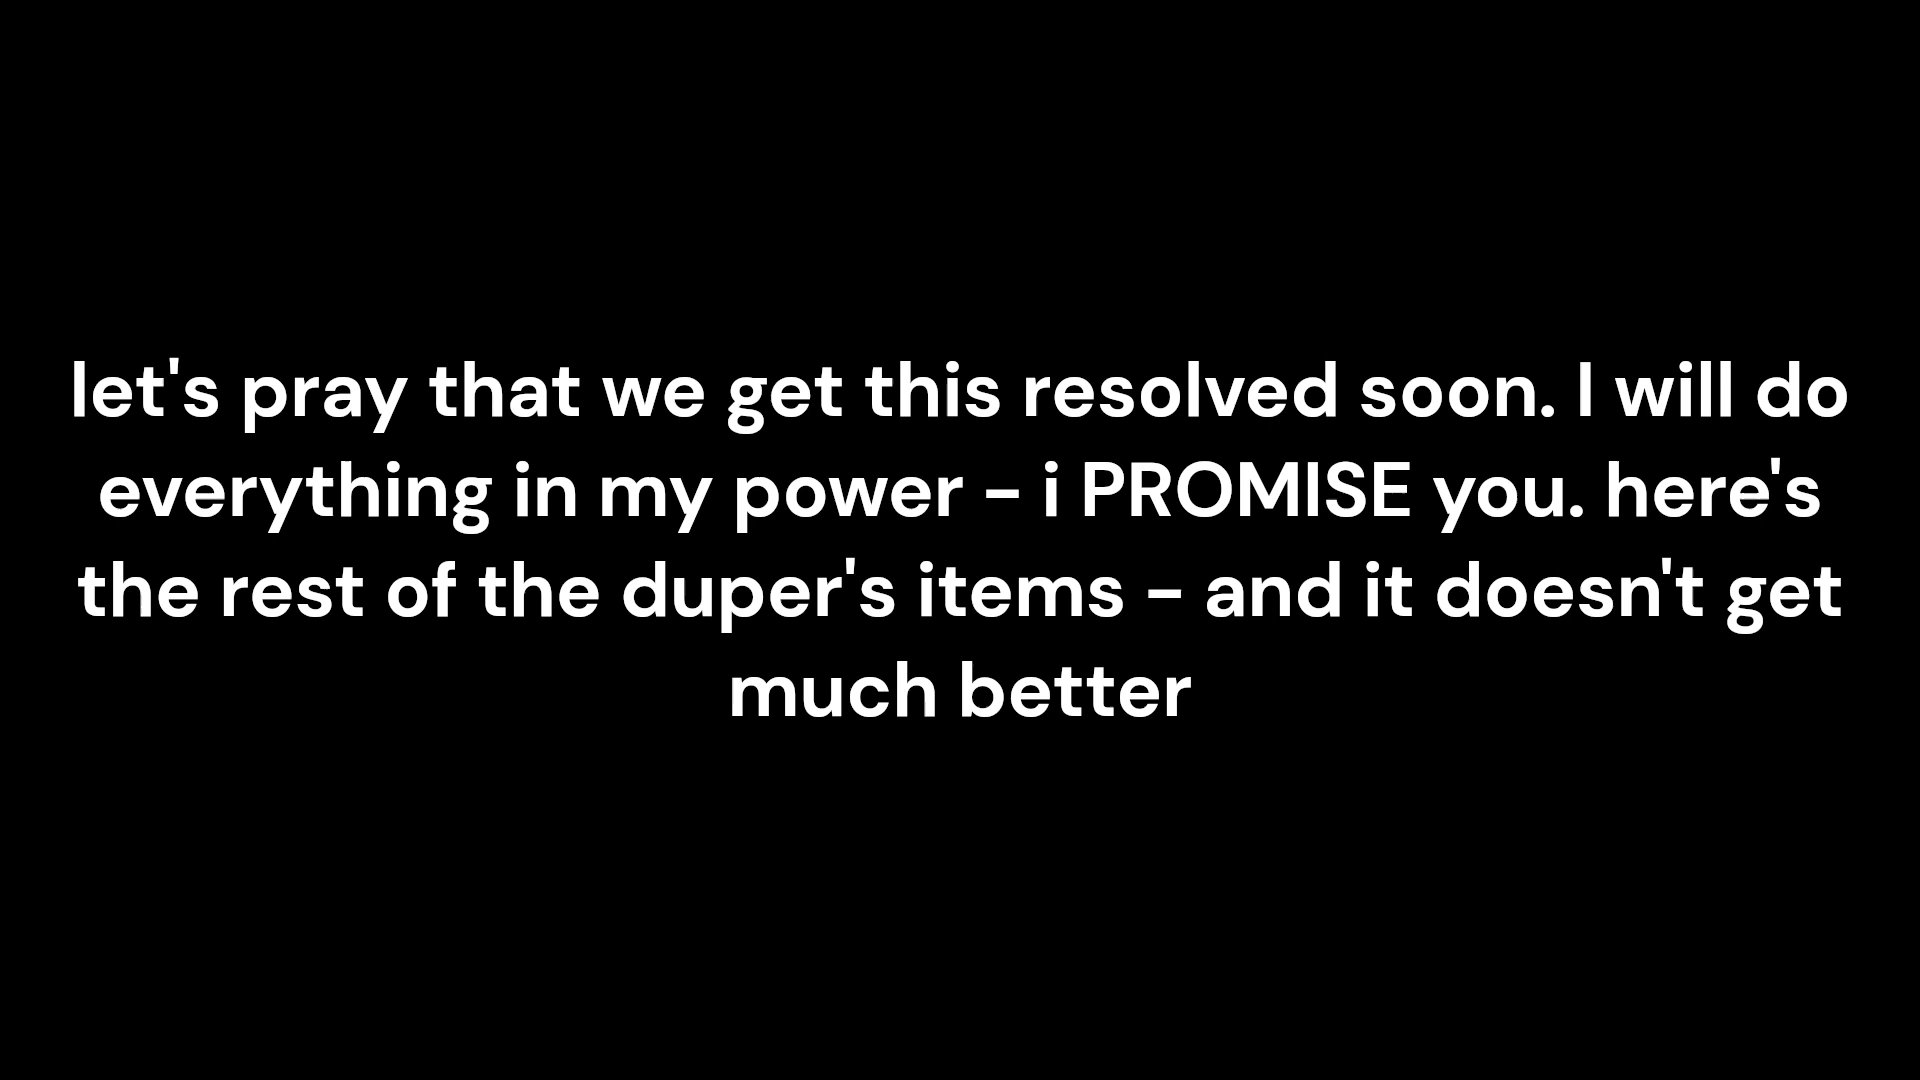 let's pray that we get this resolved soon. I will do
everything in my power - i PROMISE you. here's
the rest of the duper's items - and it doesn't get
much better